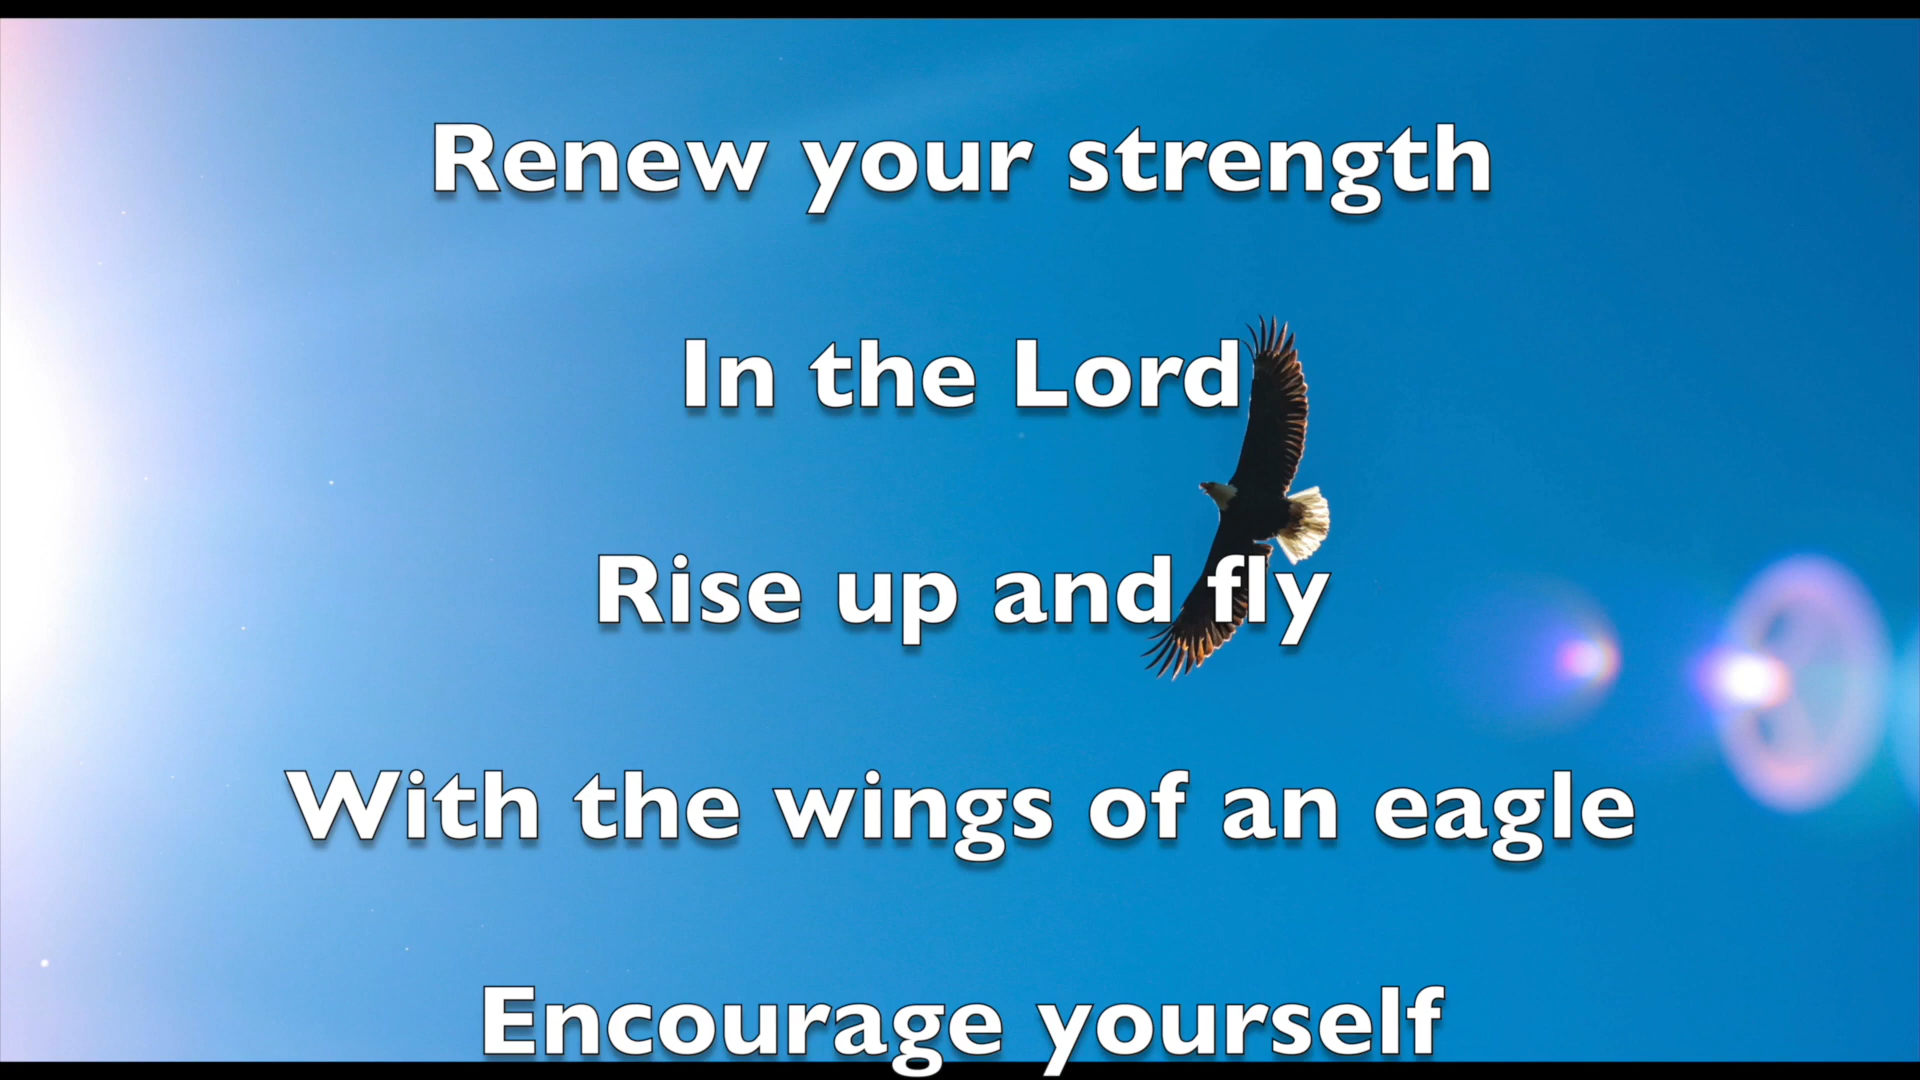 Renew your strength
In the Lord
Rise up and fly
With the wings of an eagle
Encourage yourself